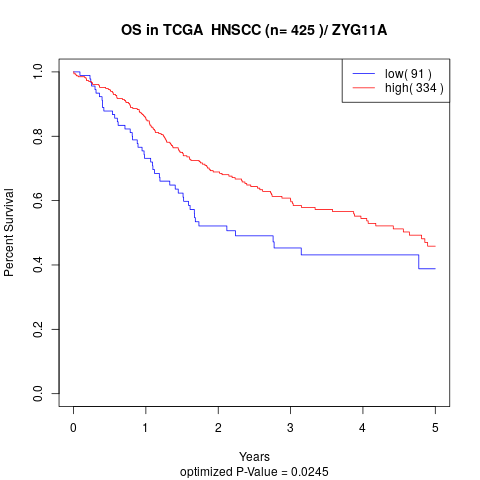 OS in TCGA  HNSCC (n= 425 )/ ZYG11A
low( 91 )
high( 334 )
Percent Survival
1.0
0.8
0.6
0.4
0.2
0.0
0 1 2 3 4 5
Years
optimized P-Value = 0.0245